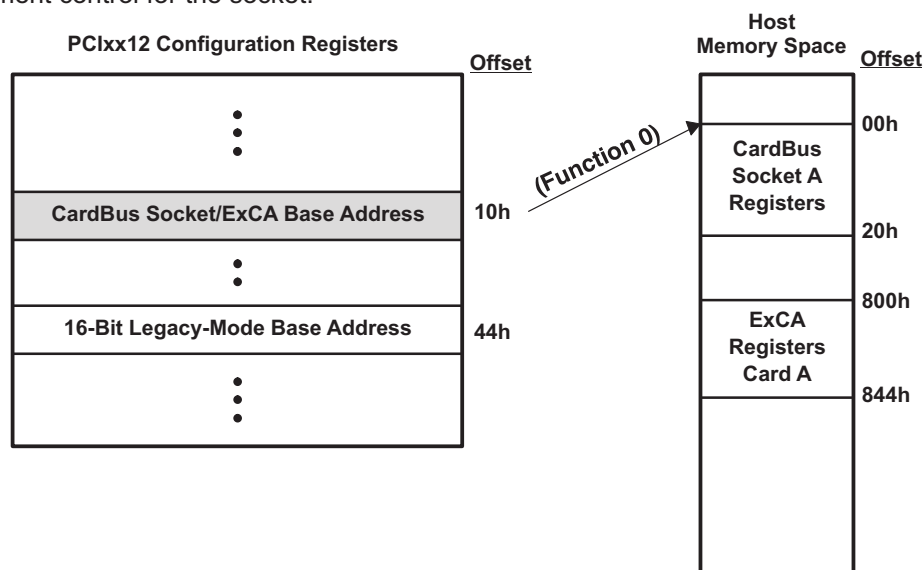 ment control for the socket.
PCIxx12 Configuration Registers
Offset
CardBus Socket/ExCA Base Address
10h
16-Bit Legacy-Mode Base Address
44h
(Function 0)
Host
Memory Space
Offset
00h
CardBus
Socket A
Registers
20h
800h
ExCA
Registers
Card A
844h